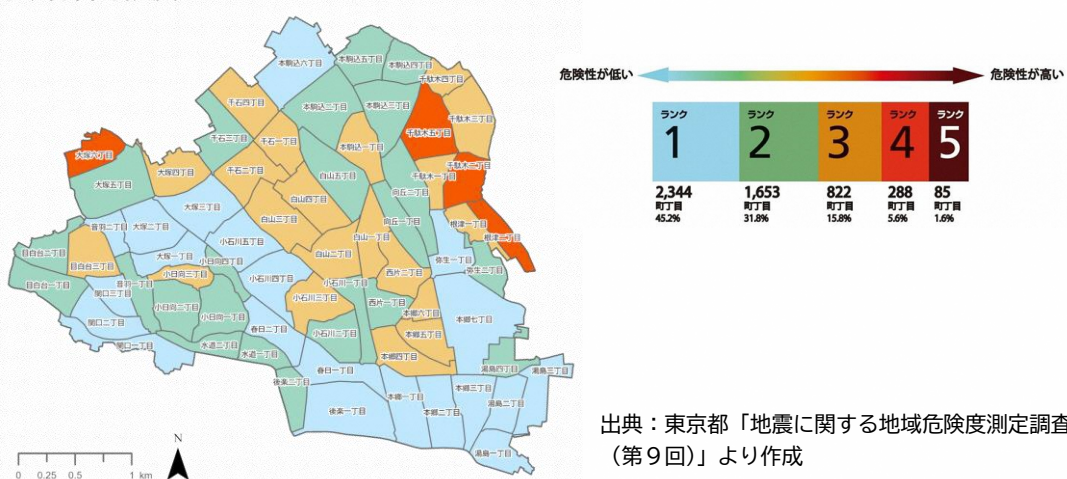 本駒込六丁目
本駒込五丁目
本駒込四丁目
千駄木四丁目
千石四丁目
本駒込二丁目
本駒込三丁目
千駄木三丁目
千駄木五丁目
千石三丁目
千石一丁目
本駒込一丁目
大塚六丁目
千駄木二丁目
大塚四丁目
千石二丁目
白山五丁目
千駄木一丁目
大塚五丁目
向丘二丁目
白山四丁目
大塚三丁目
白山三丁目
向丘一丁目
根津一丁目
音羽二丁目
大塚二丁目
小石川五丁目
白山一丁目
根津二丁目
目白台二丁目
大塚一丁目
小日向四丁目
白山二丁目
弥生一丁目
目白台三丁目
小日向三丁目
西片二丁目
弥生二丁目
目白台一丁目
音羽一丁目
小石川四丁目
小石川一丁目
関口三丁目
小石川三丁目
西片一丁目
小日向二丁目
小日向一丁目
本郷六丁目
本郷七丁目
関口二丁目
春日二丁目
小石川二丁目
本郷五丁目
関口一丁目
水道二丁目
水道一丁目
本郷四丁目
春日一丁目
湯島四丁目
湯島三丁目
後楽二丁目
本郷三丁目
後楽一丁目
本郷一丁目
本郷二丁目
湯島二丁目
湯島一丁目
N
0 0.25 0.5 1 km
危険性が低い 危険性が高い
ランク ランク ランク ランク ランク
1 2 3 4 5
2,344 1,653 822 288 85
町丁目 町丁目 町丁目 町丁目 町丁目
45.2% 31.8% 15.8% 5.6% 1.6%
出典：東京都「地震に関する地域危険度測定調査
（第９回）」より作成